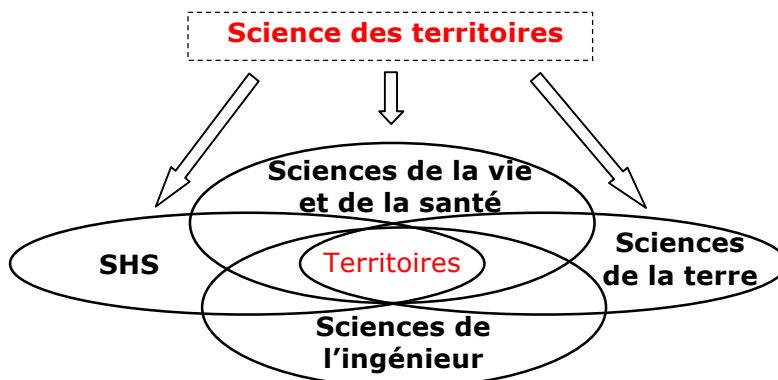 Science des territoires
Sciences de la vie
et de la santé
SHS
Territoires
Sciences
de la terre
Sciences de
l'ingénieur